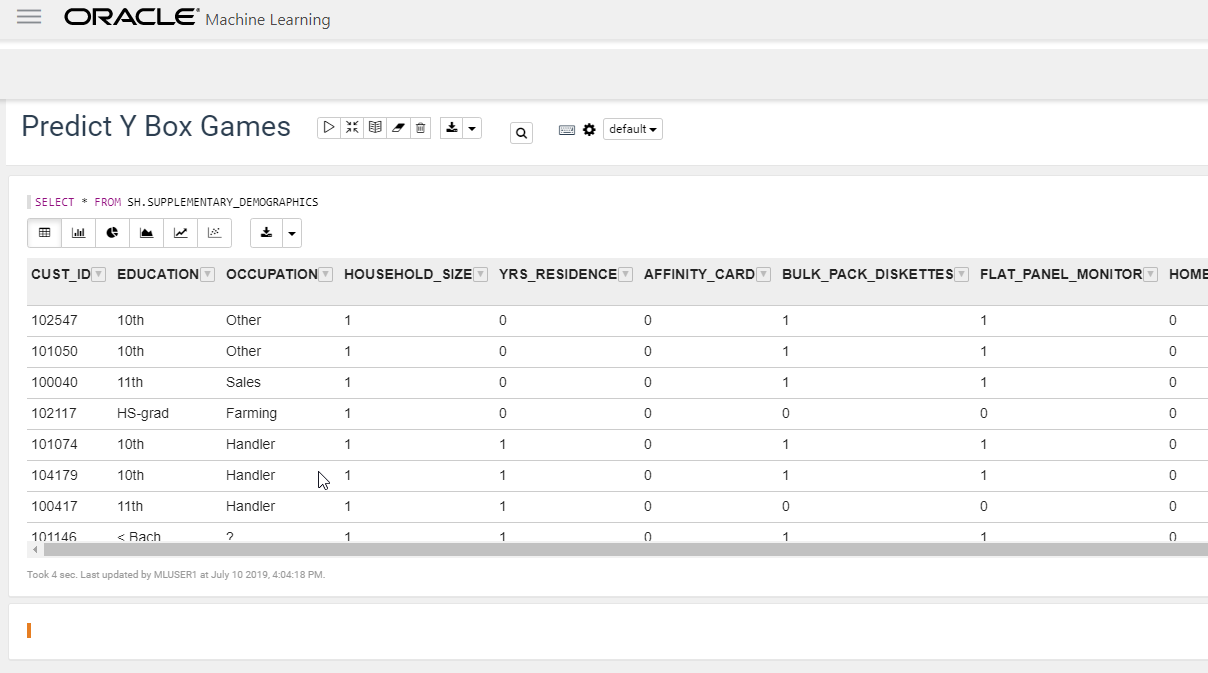 ORACLE Machine Learning
Predict Y Box Games
default
SELECT * FROM SH.SUPPLEMENTARY_DEMOGRAPHICS
CUST_ID EDUCATION OCCUPATION HOUSEHOLD_SIZE YRS_RESIDENCE AFFINITY_CARD BULK_PACK_DISKETTES FLAT_PANEL_MONITOR HOME
102547 10th Other 1 0 0 1 1 0
101050 10th Other 1 0 0 1 1 0
100040 11th Sales 1 0 0 1 1 0
102117 HS-grad Farming 1 0 0 0 0 0
101074 10th Handler 1 1 0 1 1 0
104179 10th Handler 1 1 0 1 1 0
100417 11th Handler 1 1 0 0 0 0
101146 < Bach ? 1 1 0 1 1 0
Took 4 sec. Last updated by MLUSER1 at July 10 2019, 4:04:18 PM.